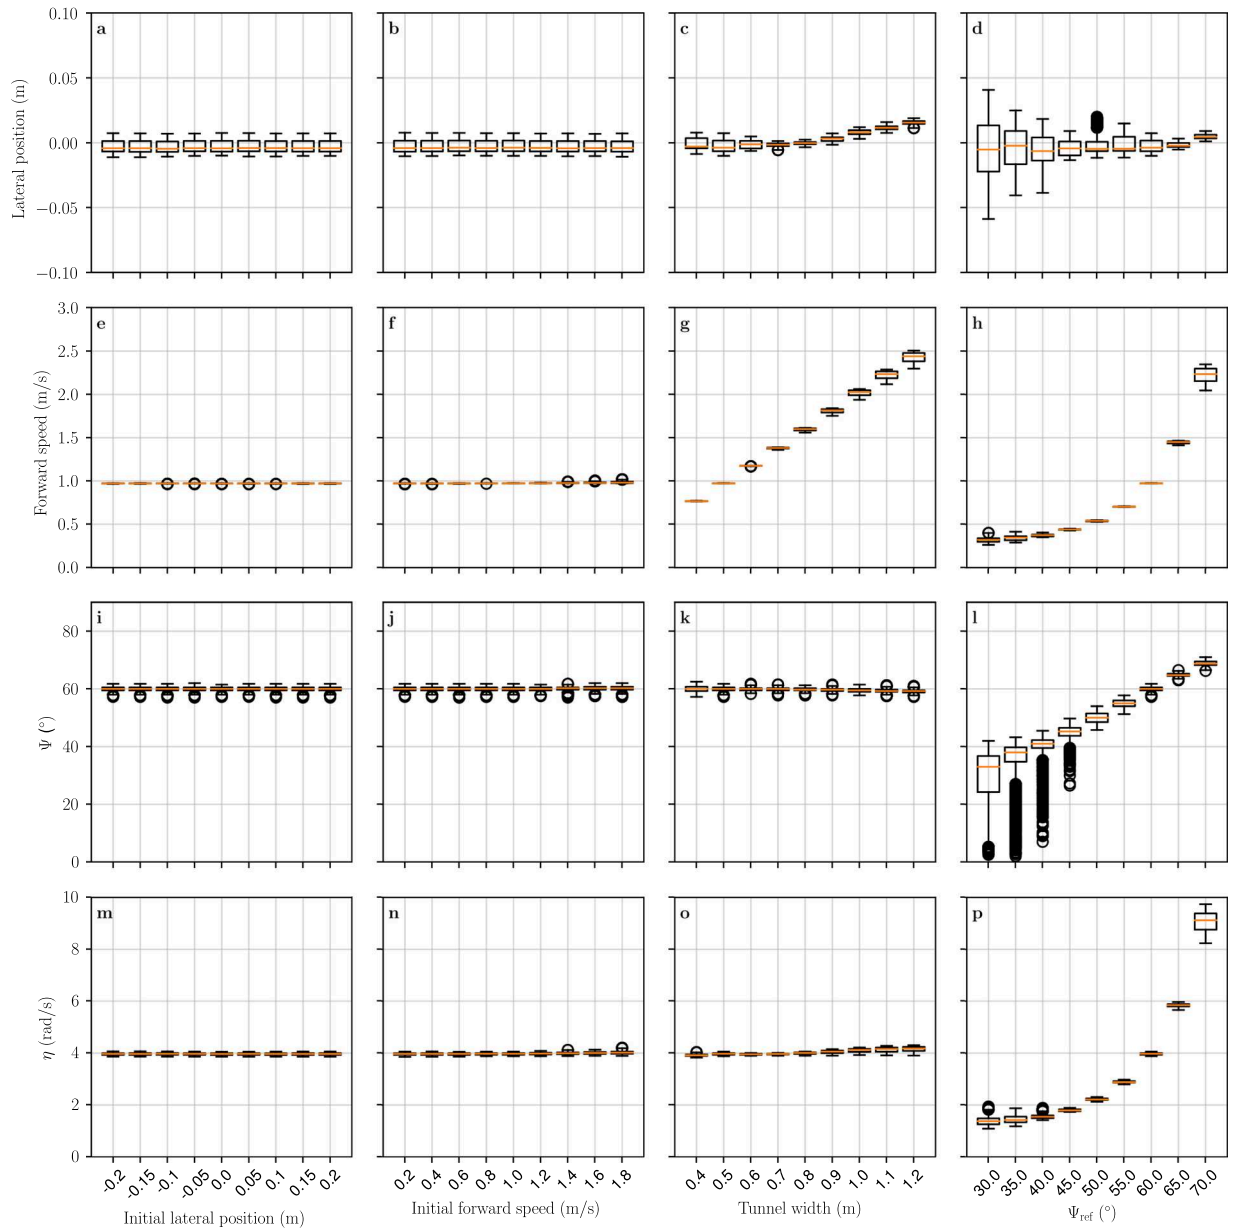 a b c d
0.10
0.05
0.00
−0.05
−0.10
Lateral position (m)
e f g h
3.0
2.5
2.0
1.5
1.0
0.5
0.0
Forward speed (m/s)
i j k l
80
60
40
20
0
Ψ (°)
m n o p
10
8
6
4
2
0
η (rad/s)
-0.2 -0.15 -0.1 -0.05 0.0 0.05 0.1 0.15 0.2
Initial lateral position (m)
0.2 0.4 0.6 0.8 1.0 1.2 1.4 1.6 1.8
Initial forward speed (m/s)
0.4 0.5 0.6 0.7 0.8 0.9 1.0 1.1 1.2
Tunnel width (m)
30.0 35.0 40.0 45.0 50.0 55.0 60.0 65.0 70.0
Ψref (°)